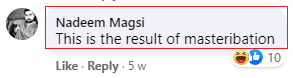 Nadeem Magsi
This is the result of masteribation
Like · Reply · 5 w
10